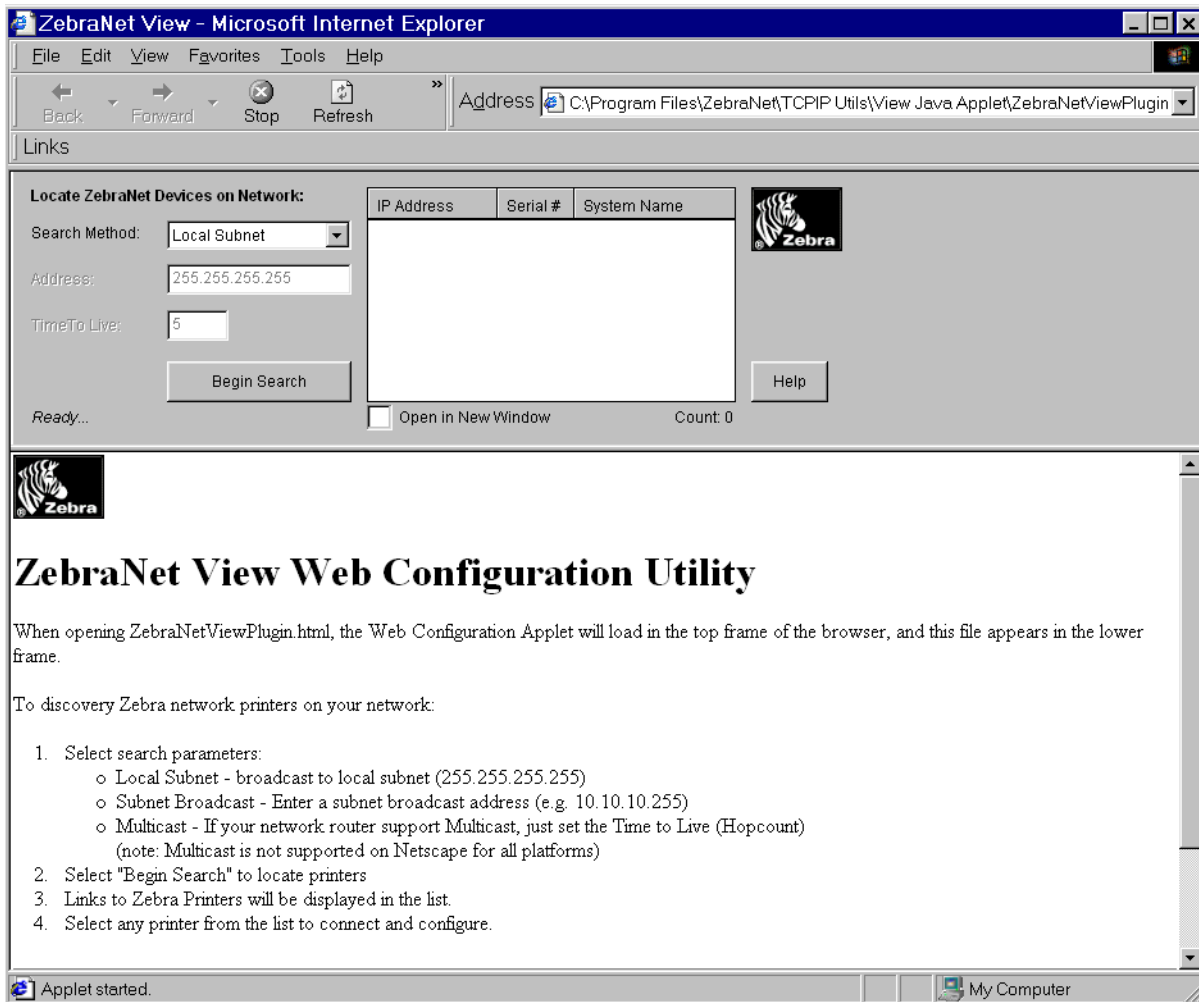 ZebraNet View - Microsoft Internet Explorer
File Edit View Favorites Tools Help
Back Forward Stop Refresh » Address C:\Program Files\ZebraNet\TCPIP Utils\View Java Applet\ZebraNetViewPlugin
Links
Locate ZebraNet Devices on Network:
Search Method: Local Subnet
Address: 255.255.255.255
TimeTo Live: 5
Begin Search
Ready...
IP Address Serial # System Name
Open in New Window Count: 0
® Zebra
Help
® Zebra
ZebraNet View Web Configuration Utility
When opening ZebraNetViewPlugin.html, the Web Configuration Applet will load in the top frame of the browser, and this file appears in the lower
frame.
To discovery Zebra network printers on your network:
1. Select search parameters:
o Local Subnet - broadcast to local subnet (255.255.255.255)
o Subnet Broadcast - Enter a subnet broadcast address (e.g. 10.10.10.255)
o Multicast - If your network router support Multicast, just set the Time to Live (Hopcount)
(note: Multicast is not supported on Netscape for all platforms)
2. Select "Begin Search" to locate printers
3. Links to Zebra Printers will be displayed in the list.
4. Select any printer from the list to connect and configure.
Applet started. My Computer